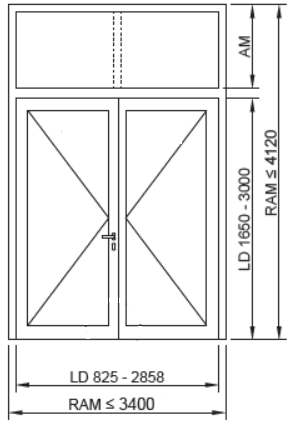 AM
LD 1650 - 3000
RAM ≤ 4120
LD 825 - 2858
RAM ≤ 3400